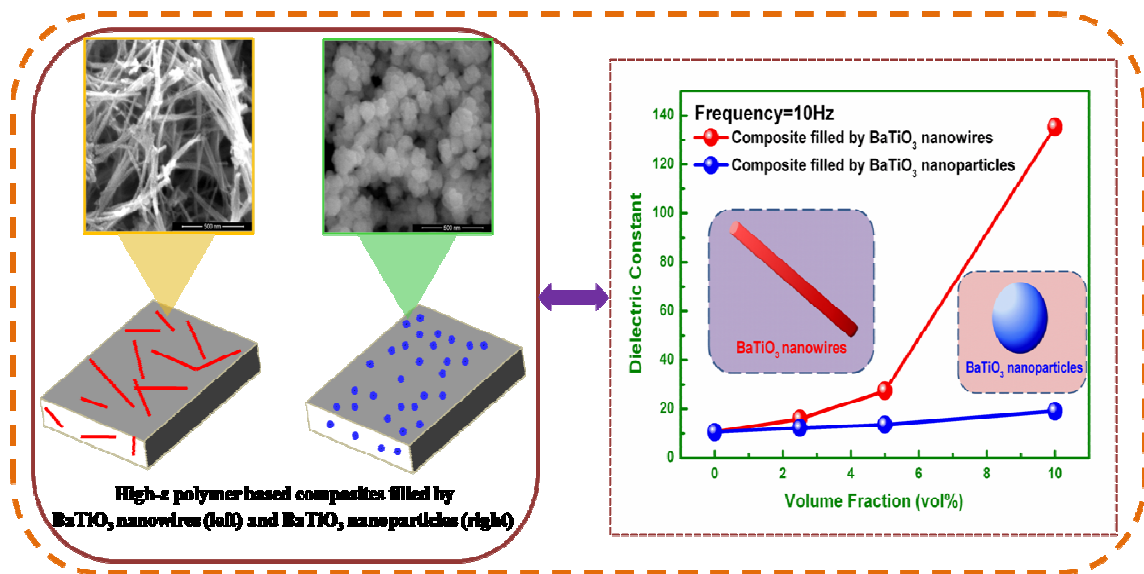 500 nm
500 nm
High-ε polymer based composites filled by
BaTiO₃ nanowires (left) and BaTiO₃ nanoparticles (right)
Frequency=10Hz
Composite filled by BaTiO₃ nanowires
Composite filled by BaTiO₃ nanoparticles
Dielectric Constant
140
120
100
80
60
40
20
0
BaTiO₃ nanowires
BaTiO₃ nanoparticles
0 2 4 6 8 10
Volume Fraction (vol%)